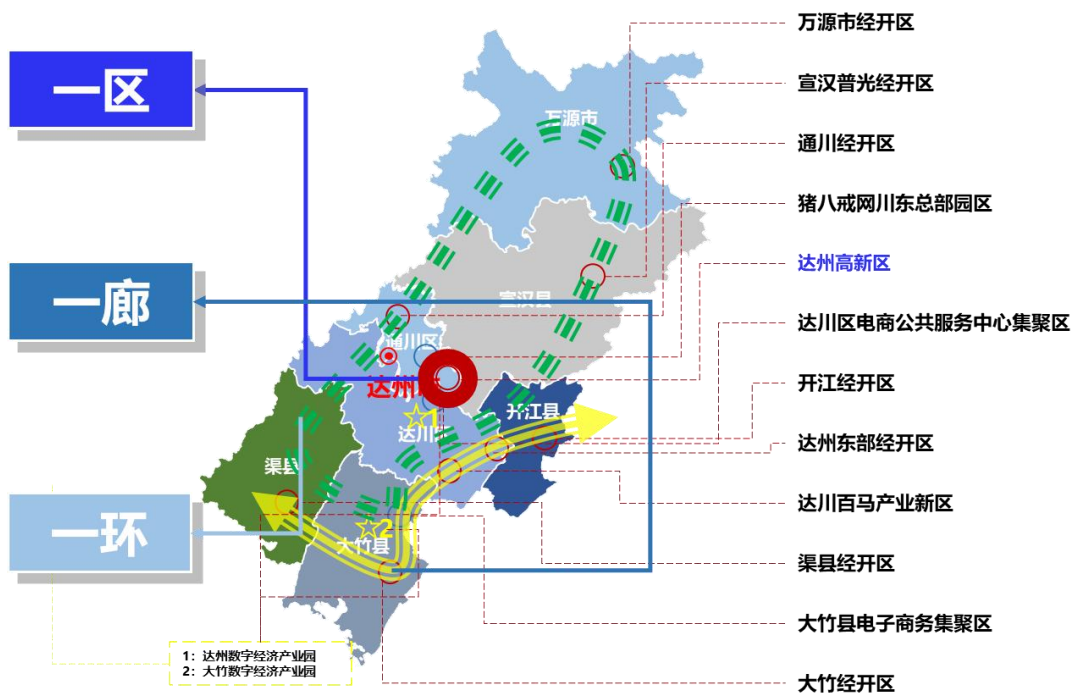 一区
一廊
一环
万源市
宣汉县
通川区
达州
1
达川
开江县
渠县
2
大竹县
1：达州数字经济产业园
2：大竹数字经济产业园
万源市经开区
宣汉普光经开区
通川经开区
猪八戒网川东总部园区
达州高新区
达川区电商公共服务中心集聚区
开江经开区
达州东部经开区
达川百马产业新区
渠县经开区
大竹县电子商务集聚区
大竹经开区